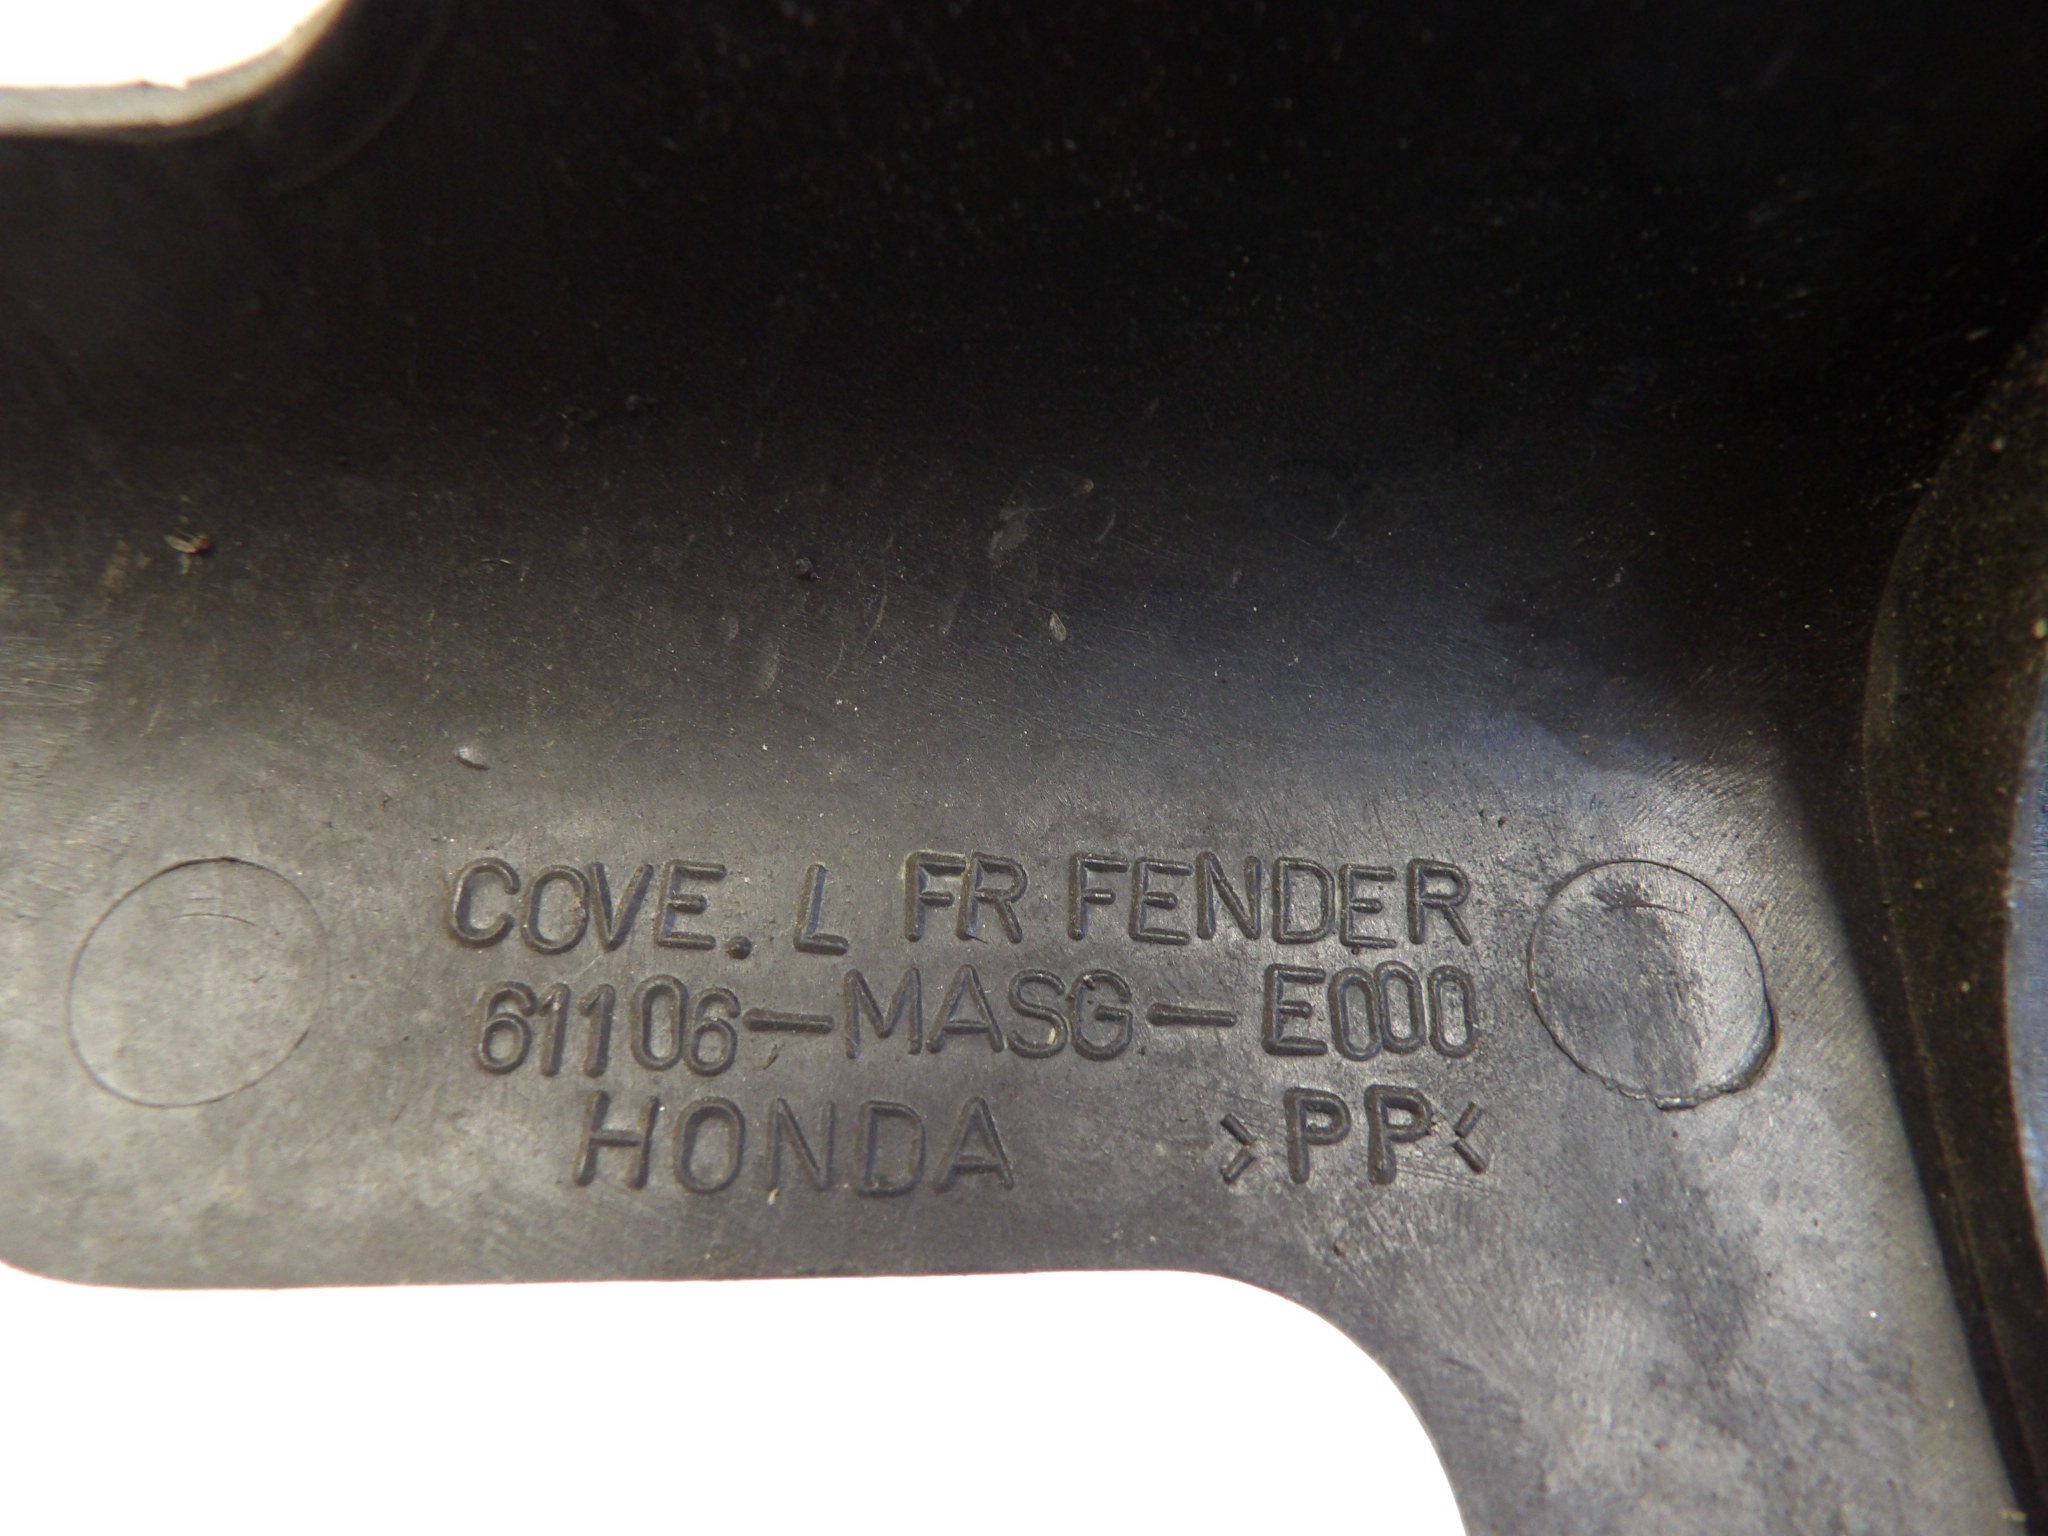 COVE. L FR FENDER
61106-MASG-E000
HONDA >PP<